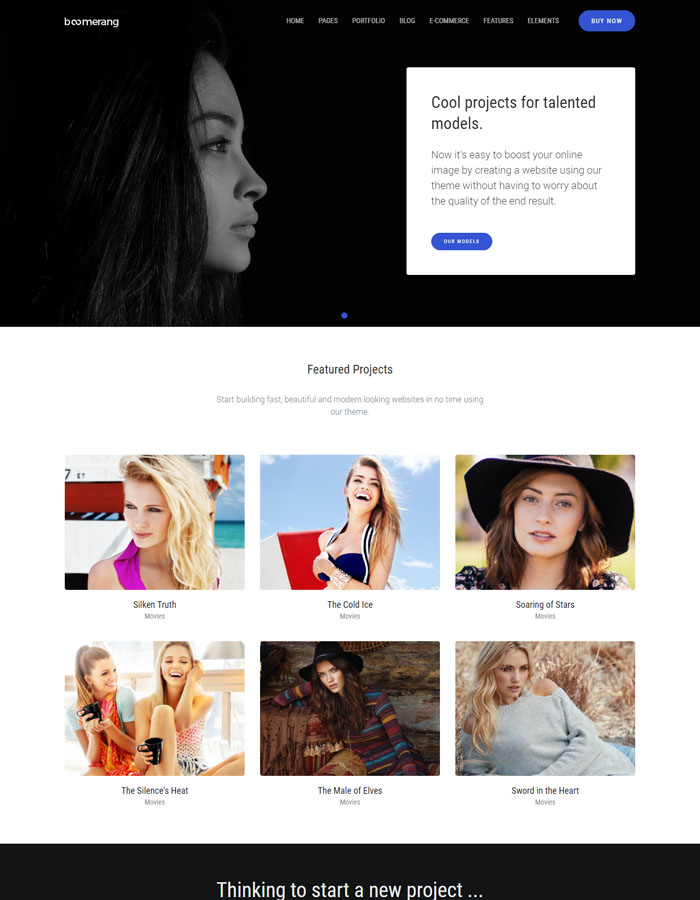 boomerang
HOME PAGES PORTFOLIO BLOG E-COMMERCE FEATURES ELEMENTS BUY NOW
Cool projects for talented
models.
Now it's easy to boost your online
image by creating a website using our
theme without having to worry about
the quality of the end result.
OUR MODELS
Featured Projects
Start building fast, beautiful and modern looking websites in no time using
our theme.
7 ET
Silken Truth
Movies
The Cold Ice
Movies
Soaring of Stars
Movies
The Silence's Heat
Movies
The Male of Elves
Movies
Sword in the Heart
Movies
Thinking to start a new project ...